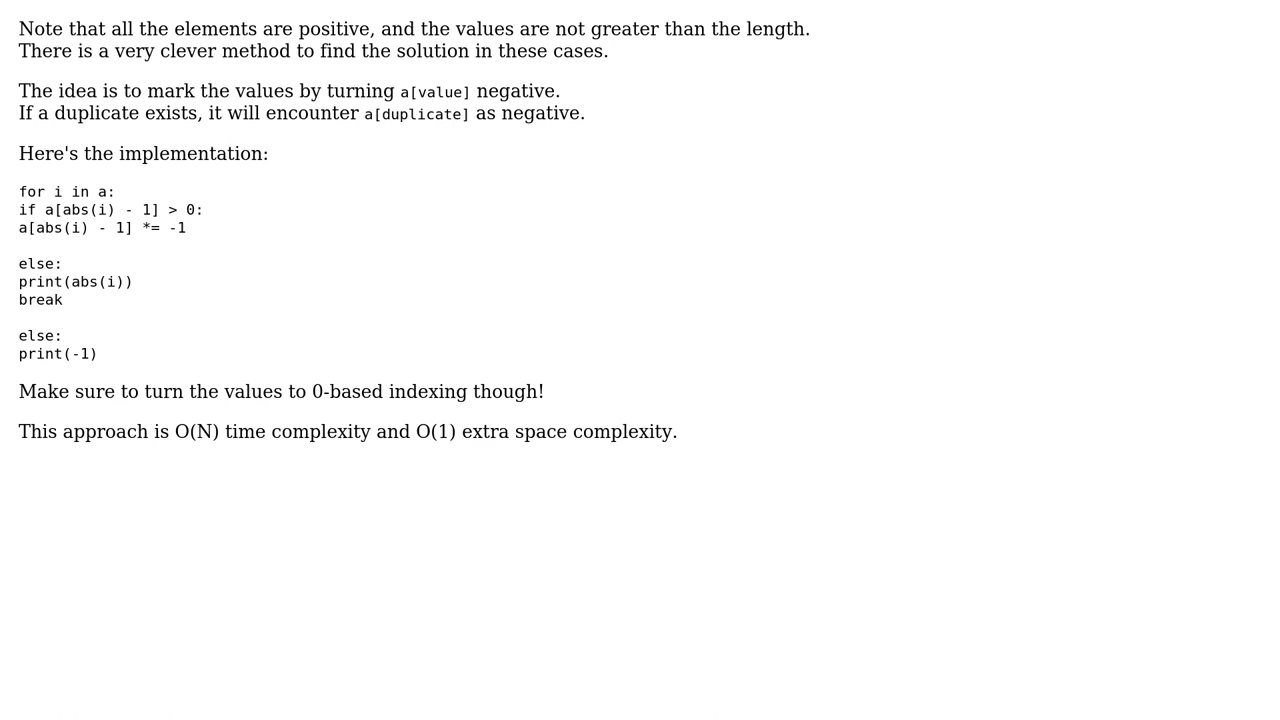 Note that all the elements are positive, and the values are not greater than the length.
There is a very clever method to find the solution in these cases.
The idea is to mark the values by turning a[value] negative.
If a duplicate exists, it will encounter a[duplicate] as negative.
Here's the implementation:
for i in a:
if a[abs(i) - 1] > 0:
a[abs(i) - 1] *= -1
else:
print(abs(i))
break
else:
print(-1)
Make sure to turn the values to 0-based indexing though!
This approach is O(N) time complexity and O(1) extra space complexity.